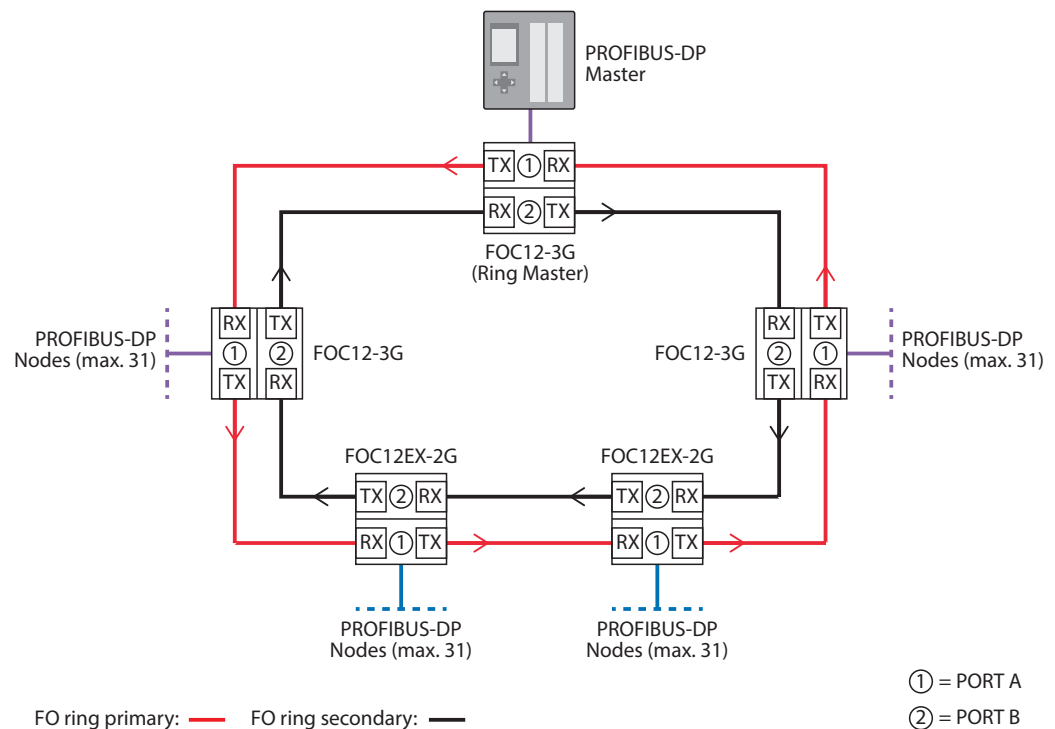 PROFIBUS-DP
Master
TX 1 RX
RX 2 TX
FOC12-3G
(Ring Master)
PROFIBUS-DP
Nodes (max. 31)
RX TX
1 2
TX RX
FOC12-3G
FOC12-3G
RX TX
2 1
TX RX
PROFIBUS-DP
Nodes (max. 31)
FOC12EX-2G
TX 2 RX
RX 1 TX
PROFIBUS-DP
Nodes (max. 31)
FOC12EX-2G
TX 2 RX
RX 1 TX
PROFIBUS-DP
Nodes (max. 31)
1 = PORT A
2 = PORT B
FO ring primary: FO ring secondary: